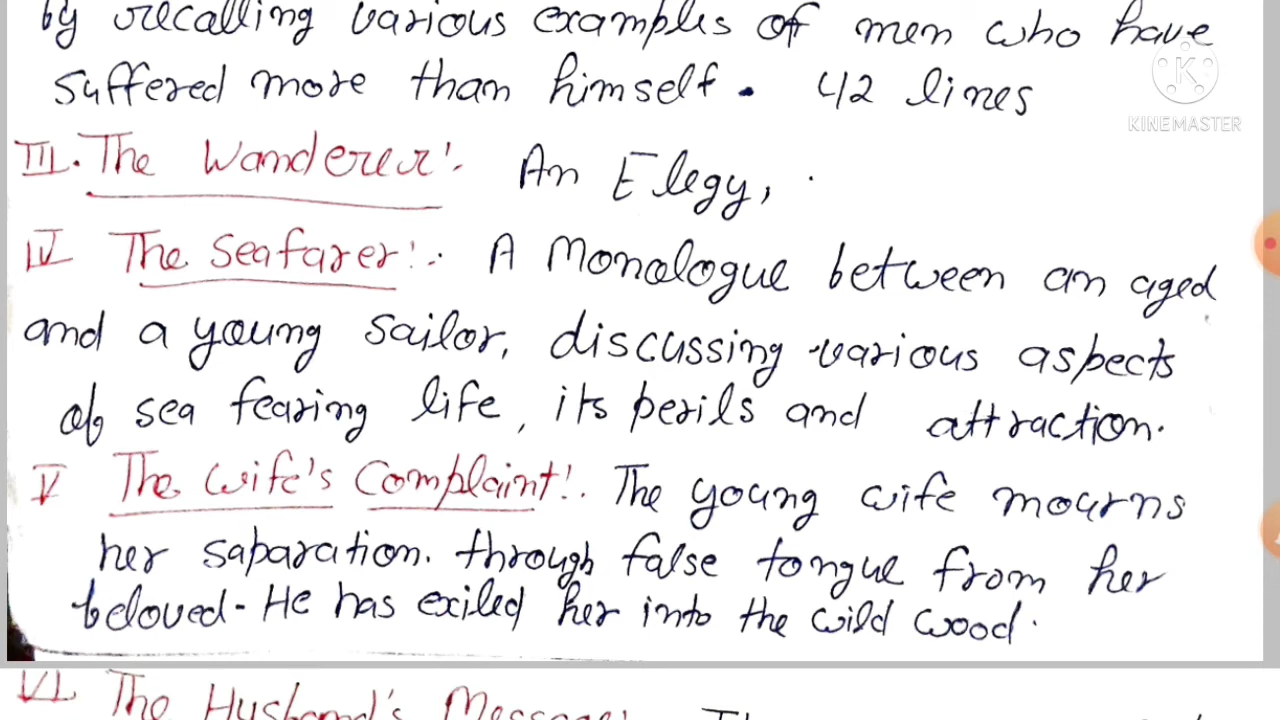 by recalling various examples of men who have
suffered more than himself. 42 lines
KINEMASTER
III. The Wanderer:- An Elegy,
IV The Seafarer:- A Monologue between an aged
and a young sailor, discussing various aspects
of sea fearing life, its perils and attraction.
V The Wife's Complaint:- The young wife mourns
her saparation. through false tongue from her
beloved - He has exiled her into the wild wood.
VI The Husband's Message: